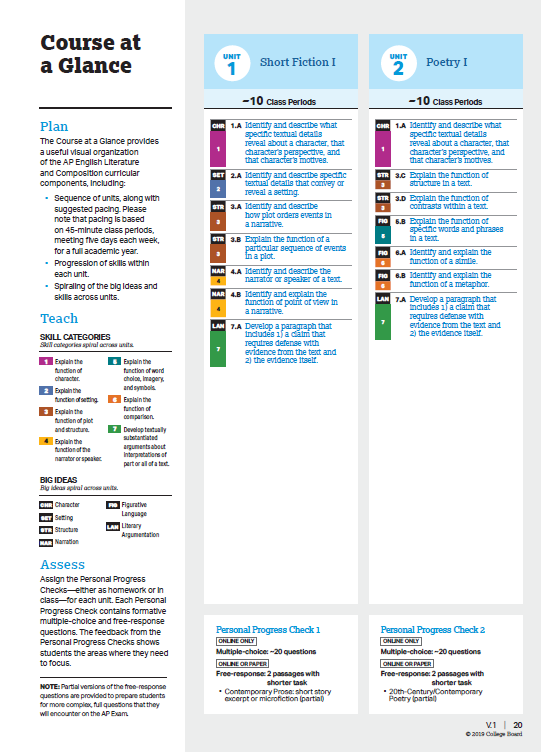 Course at
a Glance
Plan
The Course at a Glance provides
a useful visual organization
of the AP English Literature
and Composition curricular
components, including:
• Sequence of units, along with
suggested pacing. Please
note that pacing is based
on 45-minute class periods,
meeting five days each week,
for a full academic year.
• Progression of skills within
each unit.
• Spiraling of the big ideas and
skills across units.
Teach
SKILL CATEGORIES
Skill categories spiral across units.
1 Explain the
function of
character.
2 Explain the
function of setting.
3 Explain the
function of plot
and structure.
4 Explain the
function of the
narrator or speaker.
5 Explain the
function of word
choice, imagery,
and symbols.
6 Explain the
function of
comparison.
7 Develop textually
substantiated
arguments about
interpretations of
part or all of a text.
BIG IDEAS
Big ideas spiral across units.
CHR Character
SET Setting
STR Structure
NAR Narration
FIG Figurative
Language
LAN Literary
Argumentation
Assess
Assign the Personal Progress
Checks—either as homework or in
class—for each unit. Each Personal
Progress Check contains formative
multiple-choice and free-response
questions. The feedback from the
Personal Progress Checks shows
students the areas where they need
to focus.
NOTE: Partial versions of the free-response
questions are provided to prepare students
for more complex, full questions that they
will encounter on the AP Exam.
UNIT
1
Short Fiction I
~10 Class Periods
CHR
1
1.A Identify and describe what
specific textual details
reveal about a character, that
character's perspective, and
that character's motives.
SET
2
2.A Identify and describe specific
textual details that convey or
reveal a setting.
STR
3
3.A Identify and describe
how plot orders events in
a narrative.
STR
3
3.B Explain the function of a
particular sequence of events
in a plot.
NAR
4
4.A Identify and describe the
narrator or speaker of a text.
NAR
4
4.B Identify and explain the
function of point of view in
a narrative.
LAN
7
7.A Develop a paragraph that
includes 1) a claim that
requires defense with
evidence from the text and
2) the evidence itself.
Personal Progress Check 1
ONLINE ONLY
Multiple-choice: ~20 questions
ONLINE OR PAPER
Free-response: 2 passages with
shorter task
• Contemporary Prose: short story
excerpt or microfiction (partial)
UNIT
2
Poetry I
~10 Class Periods
CHR
1
1.A Identify and describe what
specific textual details
reveal about a character, that
character's perspective, and
that character's motives.
STR
3
3.C Explain the function of
structure in a text.
STR
3
3.D Explain the function of
contrasts within a text.
FIG
5
5.B Explain the function of
specific words and phrases
in a text.
FIG
6
6.A Identify and explain the
function of a simile.
FIG
6
6.B Identify and explain the
function of a metaphor.
LAN
7
7.A Develop a paragraph that
includes 1) a claim that
requires defense with
evidence from the text and
2) the evidence itself.
Personal Progress Check 2
ONLINE ONLY
Multiple-choice: ~20 questions
ONLINE OR PAPER
Free-response: 2 passages with
shorter task
• 20th-Century/Contemporary
Poetry (partial)
V.1 | 20
© 2019 College Board